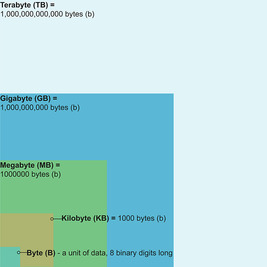 Terabyte (TB) =
1,000,000,000,000 bytes (b)
Gigabyte (GB) =
1,000,000,000 bytes (b)
Megabyte (MB) =
1000000 bytes (b)
Kilobyte (KB) = 1000 bytes (b)
Byte (B) - a unit of data, 8 binary digits long